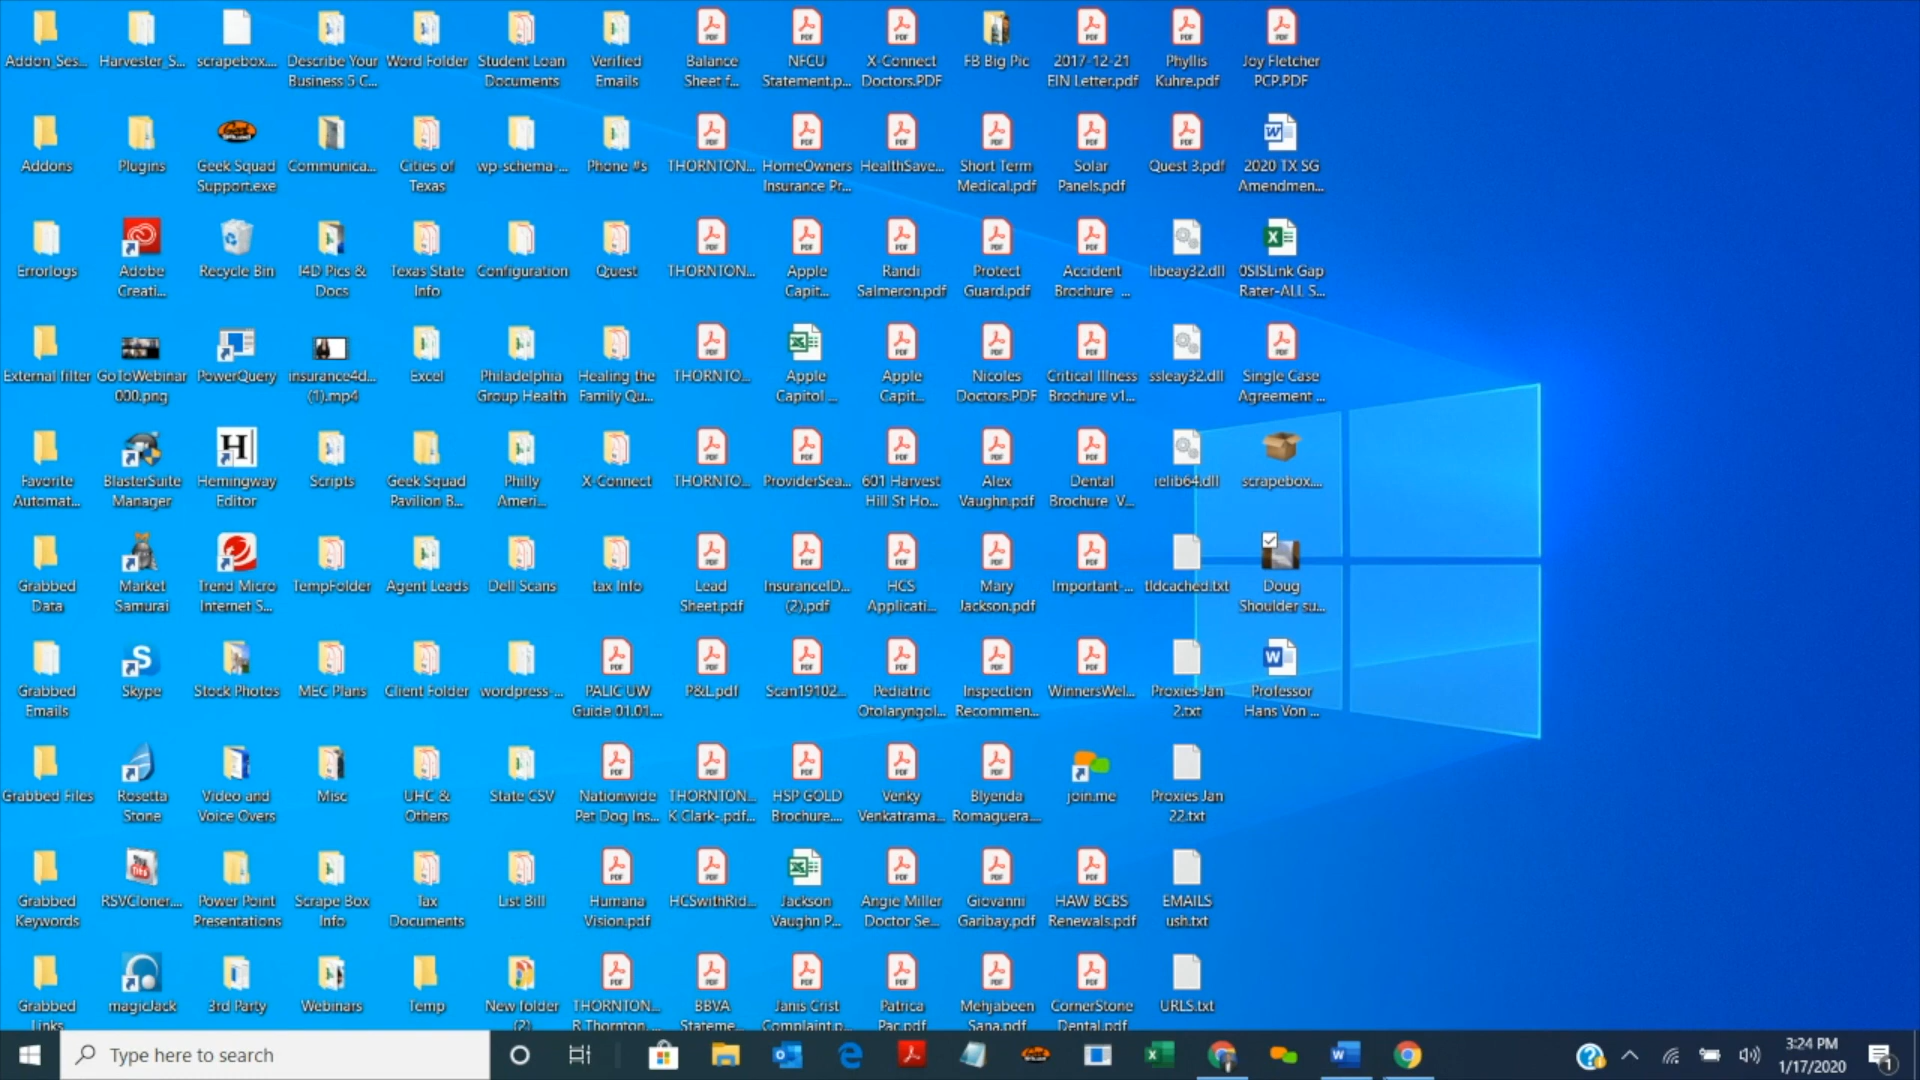 Addon_Ses...
Harvester_S...
scrapebox....
Describe Your
Business 5 C...
Word Folder
Student Loan
Documents
Verified
Emails
Balance
Sheet f...
NFCU
Statement.p...
X-Connect
Doctors.PDF
FB Big Pic
2017-12-21
EIN Letter.pdf
Phyllis
Kuhre.pdf
Joy Fletcher
PCP.PDF
Addons
Plugins
Geek Squad
Support.exe
Communica...
Cities of
Texas
wp-schema-...
Phone #s
THORNTON...
HomeOwners
Insurance Pr...
HealthSave...
Short Term
Medical.pdf
Solar
Panels.pdf
Quest 3.pdf
2020 TX SG
Amendmen...
Errorlogs
Adobe
Creati...
Recycle Bin
I4D Pics &
Docs
Texas State
Info
Configuration
Quest
THORNTON...
Apple
Capit...
Randi
Salmeron.pdf
Protect
Guard.pdf
Accident
Brochure_...
libeay32.dll
0SISLink Gap
Rater-ALL S...
External filter
GoToWebinar
000.png
PowerQuery
insurance4d...
(1).mp4
Excel
Philadelphia
Group Health
Healing the
Family Qu...
THORNTO...
Apple
Capitol ...
Apple
Capit...
Nicoles
Doctors.PDF
Critical Illness
Brochure v1...
ssleay32.dll
Single Case
Agreement ...
Favorite
Automat...
BlasterSuite
Manager
Hemingway
Editor
Scripts
Geek Squad
Pavilion B...
Philly
Ameri...
X-Connect
THORNTO...
ProviderSea...
601 Harvest
Hill St Ho...
Alex
Vaughn.pdf
Dental
Brochure_V...
ielib64.dll
scrapebox....
Grabbed
Data
Market
Samurai
Trend Micro
Internet S...
TempFolder
Agent Leads
Dell Scans
tax Info
Lead
Sheet.pdf
InsuranceID...
(2).pdf
HCS
Applicati...
Mary
Jackson.pdf
Important-...
tldcached.txt
Doug
Shoulder su...
Grabbed
Emails
Skype
Stock Photos
MEC Plans
Client Folder
wordpress-...
PALIC UW
Guide 01.01....
P&L.pdf
Scan19102...
Pediatric
Otolaryngol...
Inspection
Recommen...
WinnersWel...
Proxies Jan
2.txt
Professor
Hans Von ...
Grabbed Files
Rosetta
Stone
Video and
Voice Overs
Misc
UHC &
Others
State CSV
Nationwide
Pet Dog Ins...
THORNTON...
K Clark-.pdf...
HSP GOLD
Brochure....
Venky
Venkatrama...
Blyenda
Romaguera....
join.me
Proxies Jan
22.txt
Grabbed
Keywords
RSVCloner....
Power Point
Presentations
Scrape Box
Info
Tax
Documents
List Bill
Humana
Vision.pdf
HCSwithRid...
Jackson
Vaughn P...
Angie Miller
Doctor Se...
Giovanni
Garibay.pdf
HAW BCBS
Renewals.pdf
EMAILS
ush.txt
Grabbed
Links
magicJack
3rd Party
Webinars
Temp
New folder
(2)
THORNTON...
R Thornton....
BBVA
Stateme...
Janis Crist
Complaint.p...
Patrica
Pac.pdf
Mehjabeen
Sana.pdf
CornerStone
Dental.pdf
URLS.txt
Type here to search
3:24 PM
1/17/2020
1